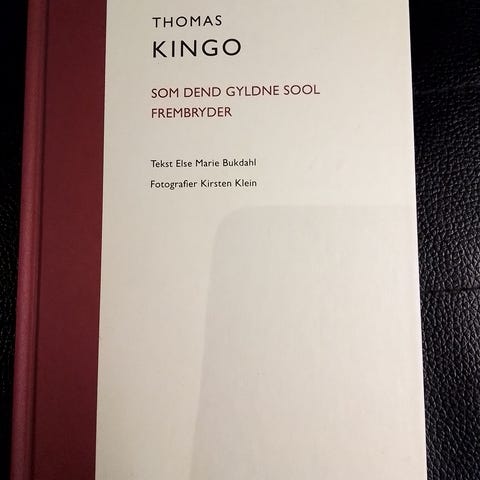 THOMAS
KINGO
SOM DEND GYLDNE SOOL
FREMBRYDER
Tekst Else Marie Bukdahl
Fotografier Kirsten Klein